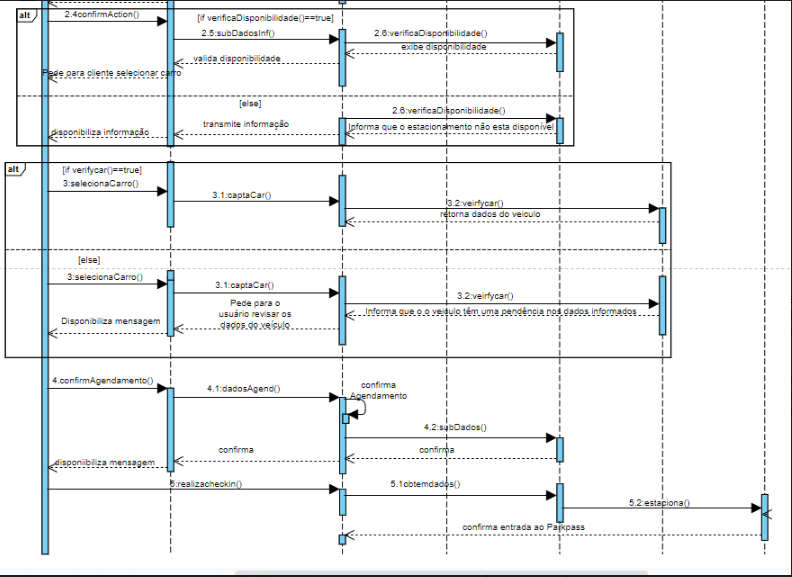 alt
2.4confirmAction()
[if verificaDisponibilidade()==true]
2.5:subDadosInf()
2.6:verificaDisponibilidade()
exibe disponibilidade
valida disponibilidade
Pede para cliente selecionar carro
[else]
2.6:verificaDisponibilidade()
transmite informação
Informa que o estacionamento não esta disponível
disponibiliza informação
alt
[if verifycar()==true]
3:selecionaCarro()
3.1:captaCar()
3.2:veirfycar()
retorna dados do veiculo
[else]
3:selecionaCarro()
3.1:captaCar()
3.2:veirfycar()
Pede para o
usuário revisar os
dados do veículo
Informa que o o veiculo têm uma pendência nos dados informados
Disponibiliza mensagem
4.confirmAgendamento()
4.1:dadosAgend()
confirma
Agendamento
4.2:subDados()
confirma
confirma
disponiibiliza mensagem
5:realizacheckin()
5.1obtemdados()
5.2:estaciona()
confirma entrada ao Parkpass